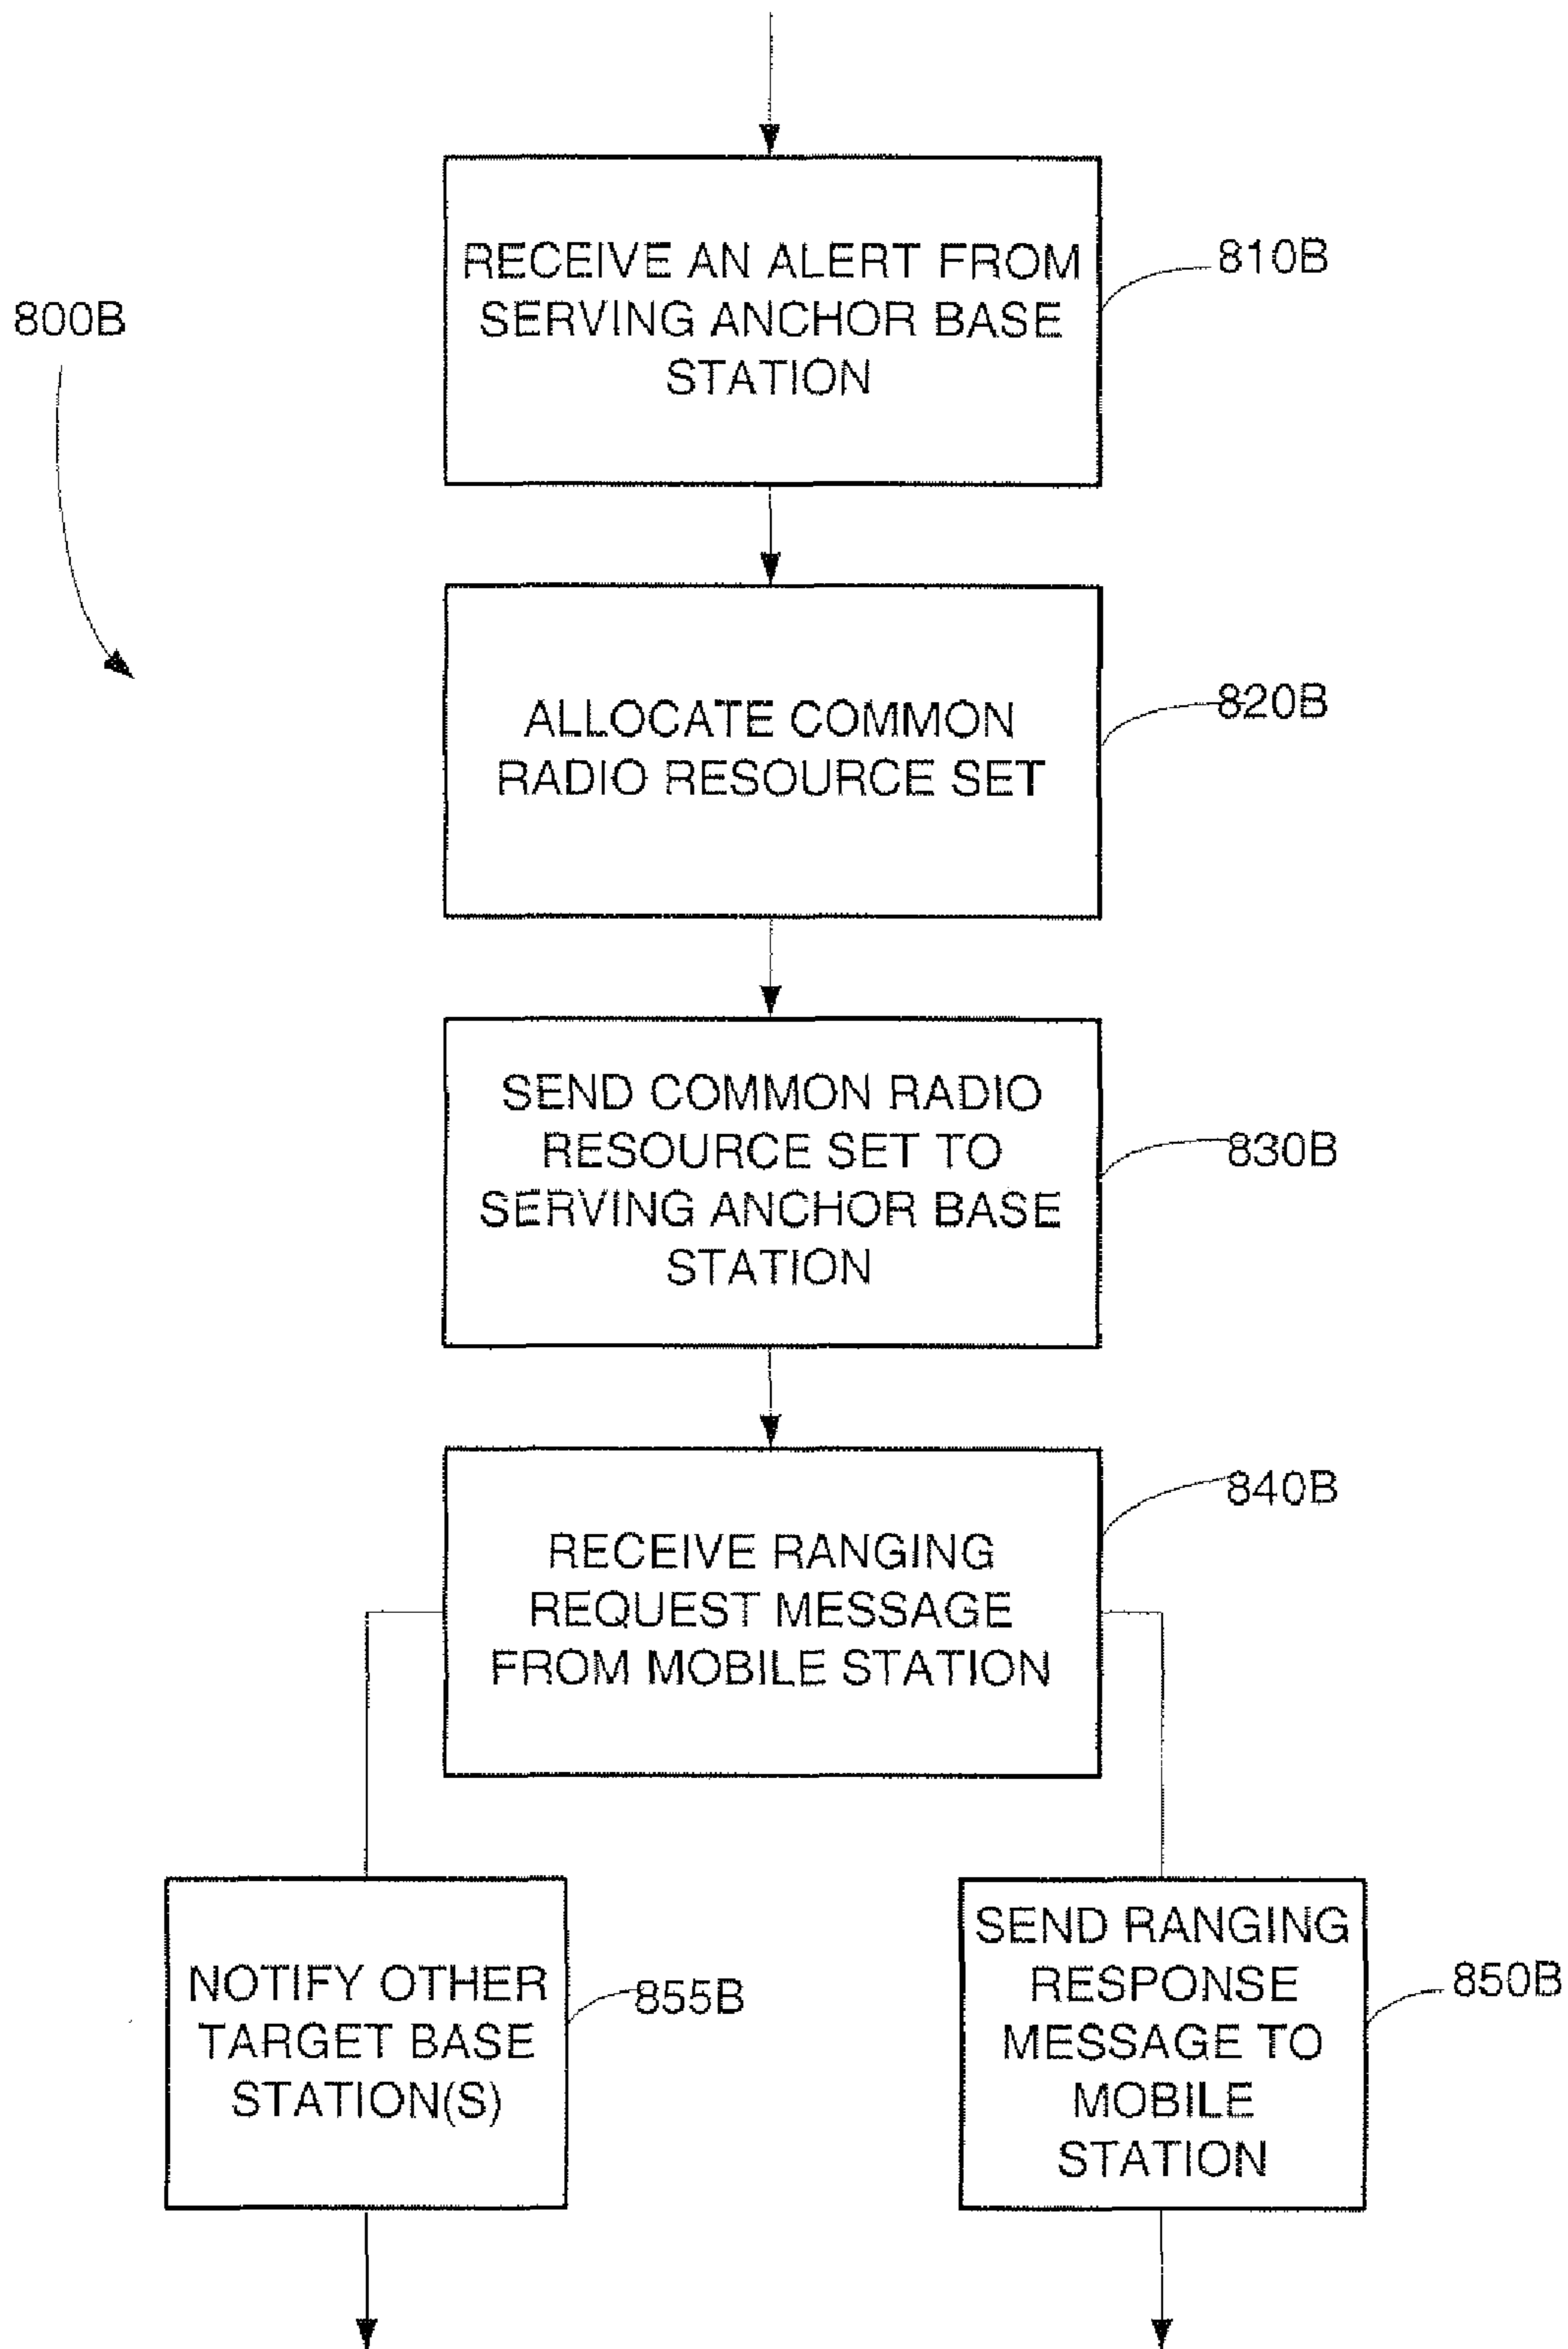 800B
RECEIVE AN ALERT FROM
SERVING ANCHOR BASE
STATION
810B
ALLOCATE COMMON
RADIO RESOURCE SET
820B
SEND COMMON RADIO
RESOURCE SET TO
SERVING ANCHOR BASE
STATION
830B
RECEIVE RANGING
REQUEST MESSAGE
FROM MOBILE STATION
840B
NOTIFY OTHER
TARGET BASE
STATION(S)
855B
SEND RANGING
RESPONSE
MESSAGE TO
MOBILE
STATION
850B